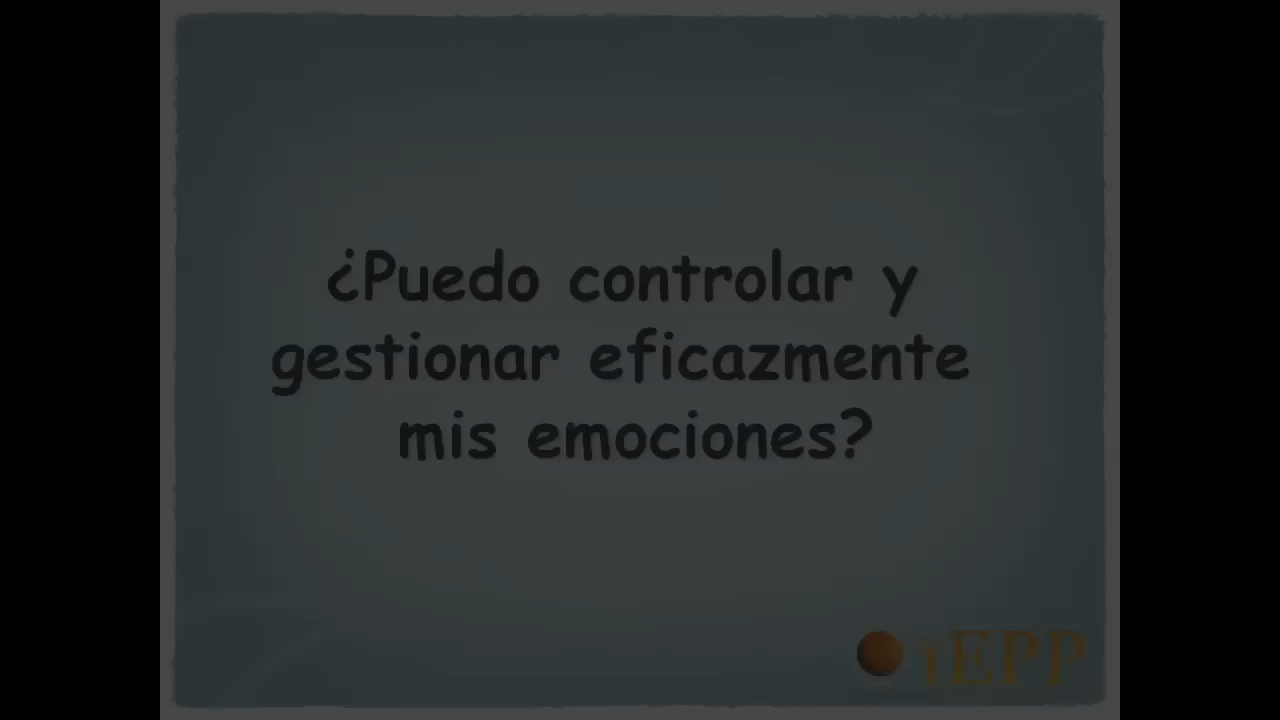 ¿Puedo controlar y
gestionar eficazmente
mis emociones?
iEPP